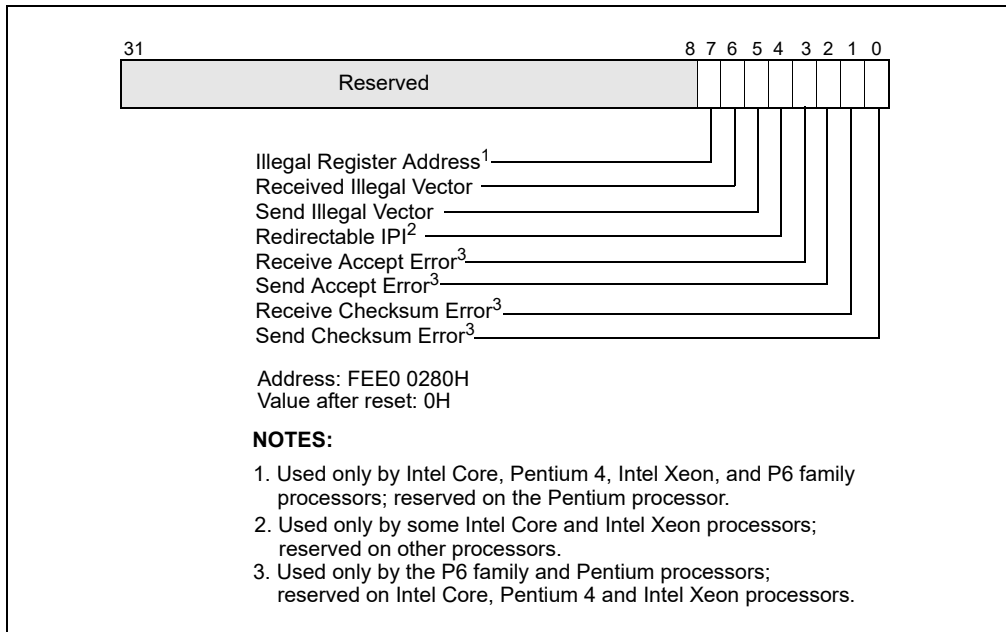 31 8 7 6 5 4 3 2 1 0
Reserved
Illegal Register Address1
Received Illegal Vector
Send Illegal Vector
Redirectable IPI2
Receive Accept Error3
Send Accept Error3
Receive Checksum Error3
Send Checksum Error3
Address: FEE0 0280H
Value after reset: 0H
NOTES:
1. Used only by Intel Core, Pentium 4, Intel Xeon, and P6 family
processors; reserved on the Pentium processor.
2. Used only by some Intel Core and Intel Xeon processors;
reserved on other processors.
3. Used only by the P6 family and Pentium processors;
reserved on Intel Core, Pentium 4 and Intel Xeon processors.